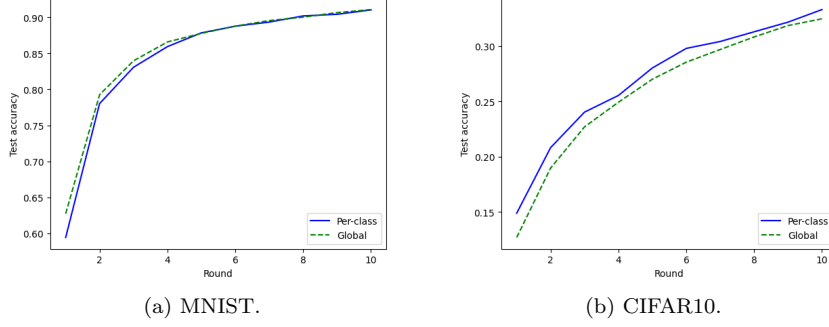 0.90
0.85
0.80
0.75
0.70
0.65
0.60
Test accuracy
2
4
6
8
10
Round
Per-class
Global
(a) MNIST.
0.30
0.25
0.20
0.15
Test accuracy
2
4
6
8
10
Round
Per-class
Global
(b) CIFAR10.